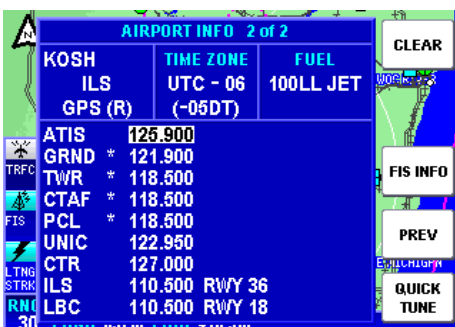 AIRPORT INFO 2 of 2
CLEAR
KOSH TIME ZONE FUEL
ILS UTC - 06 100LL JET
GPS (R) (-05DT)
ATIS 125.900
GRND * 121.900
TRFC
TWR * 118.500
FIS INFO
CTAF * 118.500
FIS
PCL * 118.500
UNIC 122.950
PREV
CTR 127.000
LTNG
STRK
ILS 110.500 RWY 36
QUICK
TUNE
RNG
LBC 110.500 RWY 18
30